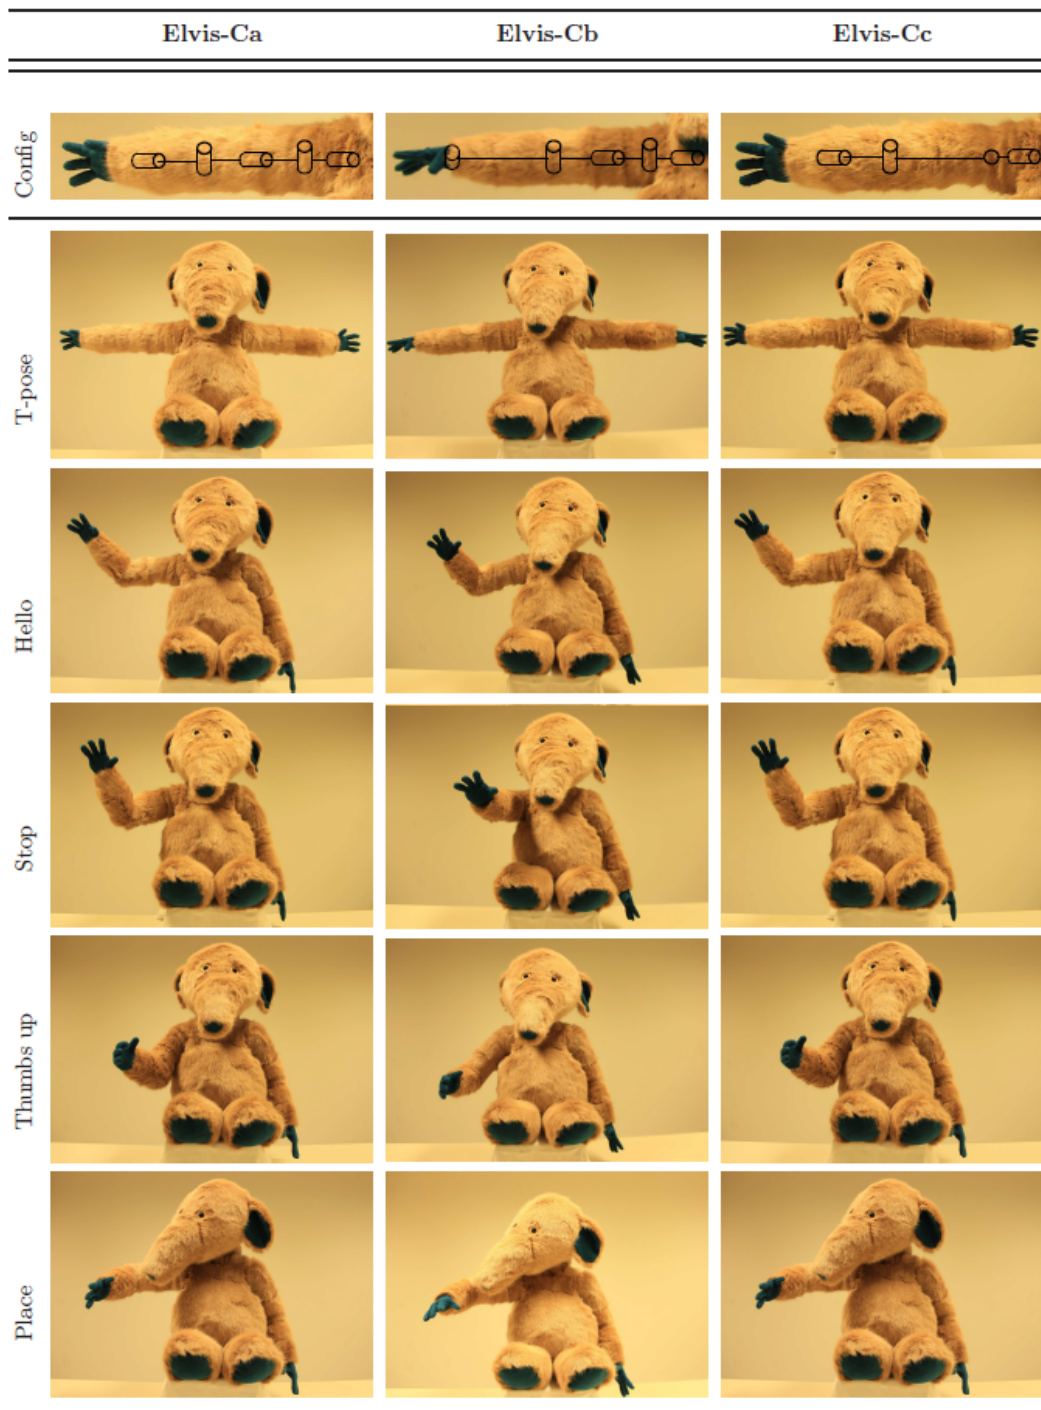 Elvis-Ca Elvis-Cb Elvis-Cc
Config
T-pose
Hello
Stop
Thumbs up
Place